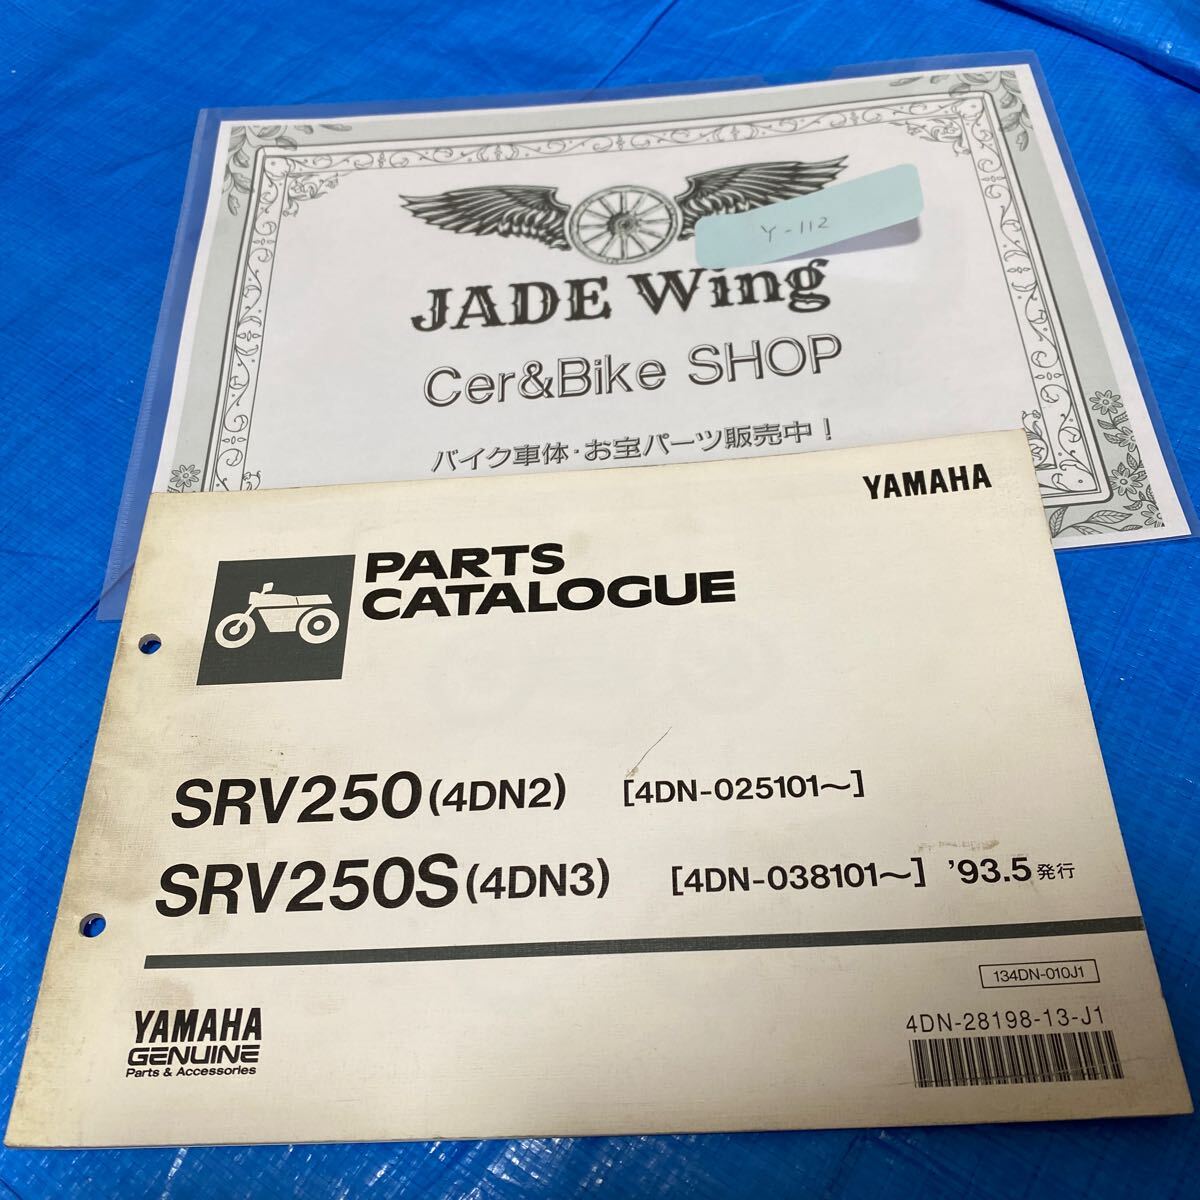 Y-112
JADE Wing
Cer&Bike SHOP
バイク車体・お宝パーツ販売中！
YAMAHA
PARTS
CATALOGUE
SRV250 (4DN2) [4DN-025101～]
SRV250S (4DN3) [4DN-038101～] '93.5 発行
134DN-010J1
4DN-28198-13-J1
YAMAHA
GENUINE
Parts & Accessories